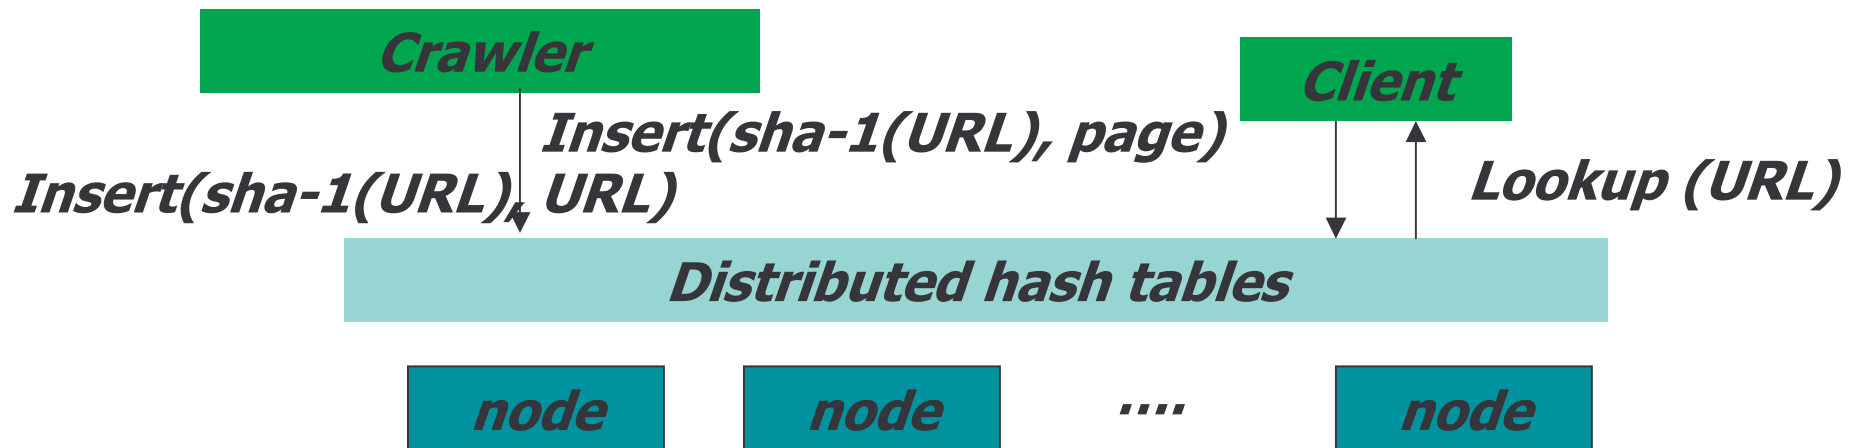 Crawler
Client
Insert(sha-1(URL), page)
Lookup (URL)
Insert(sha-1(URL), URL)
Distributed hash tables
node
node
....
node